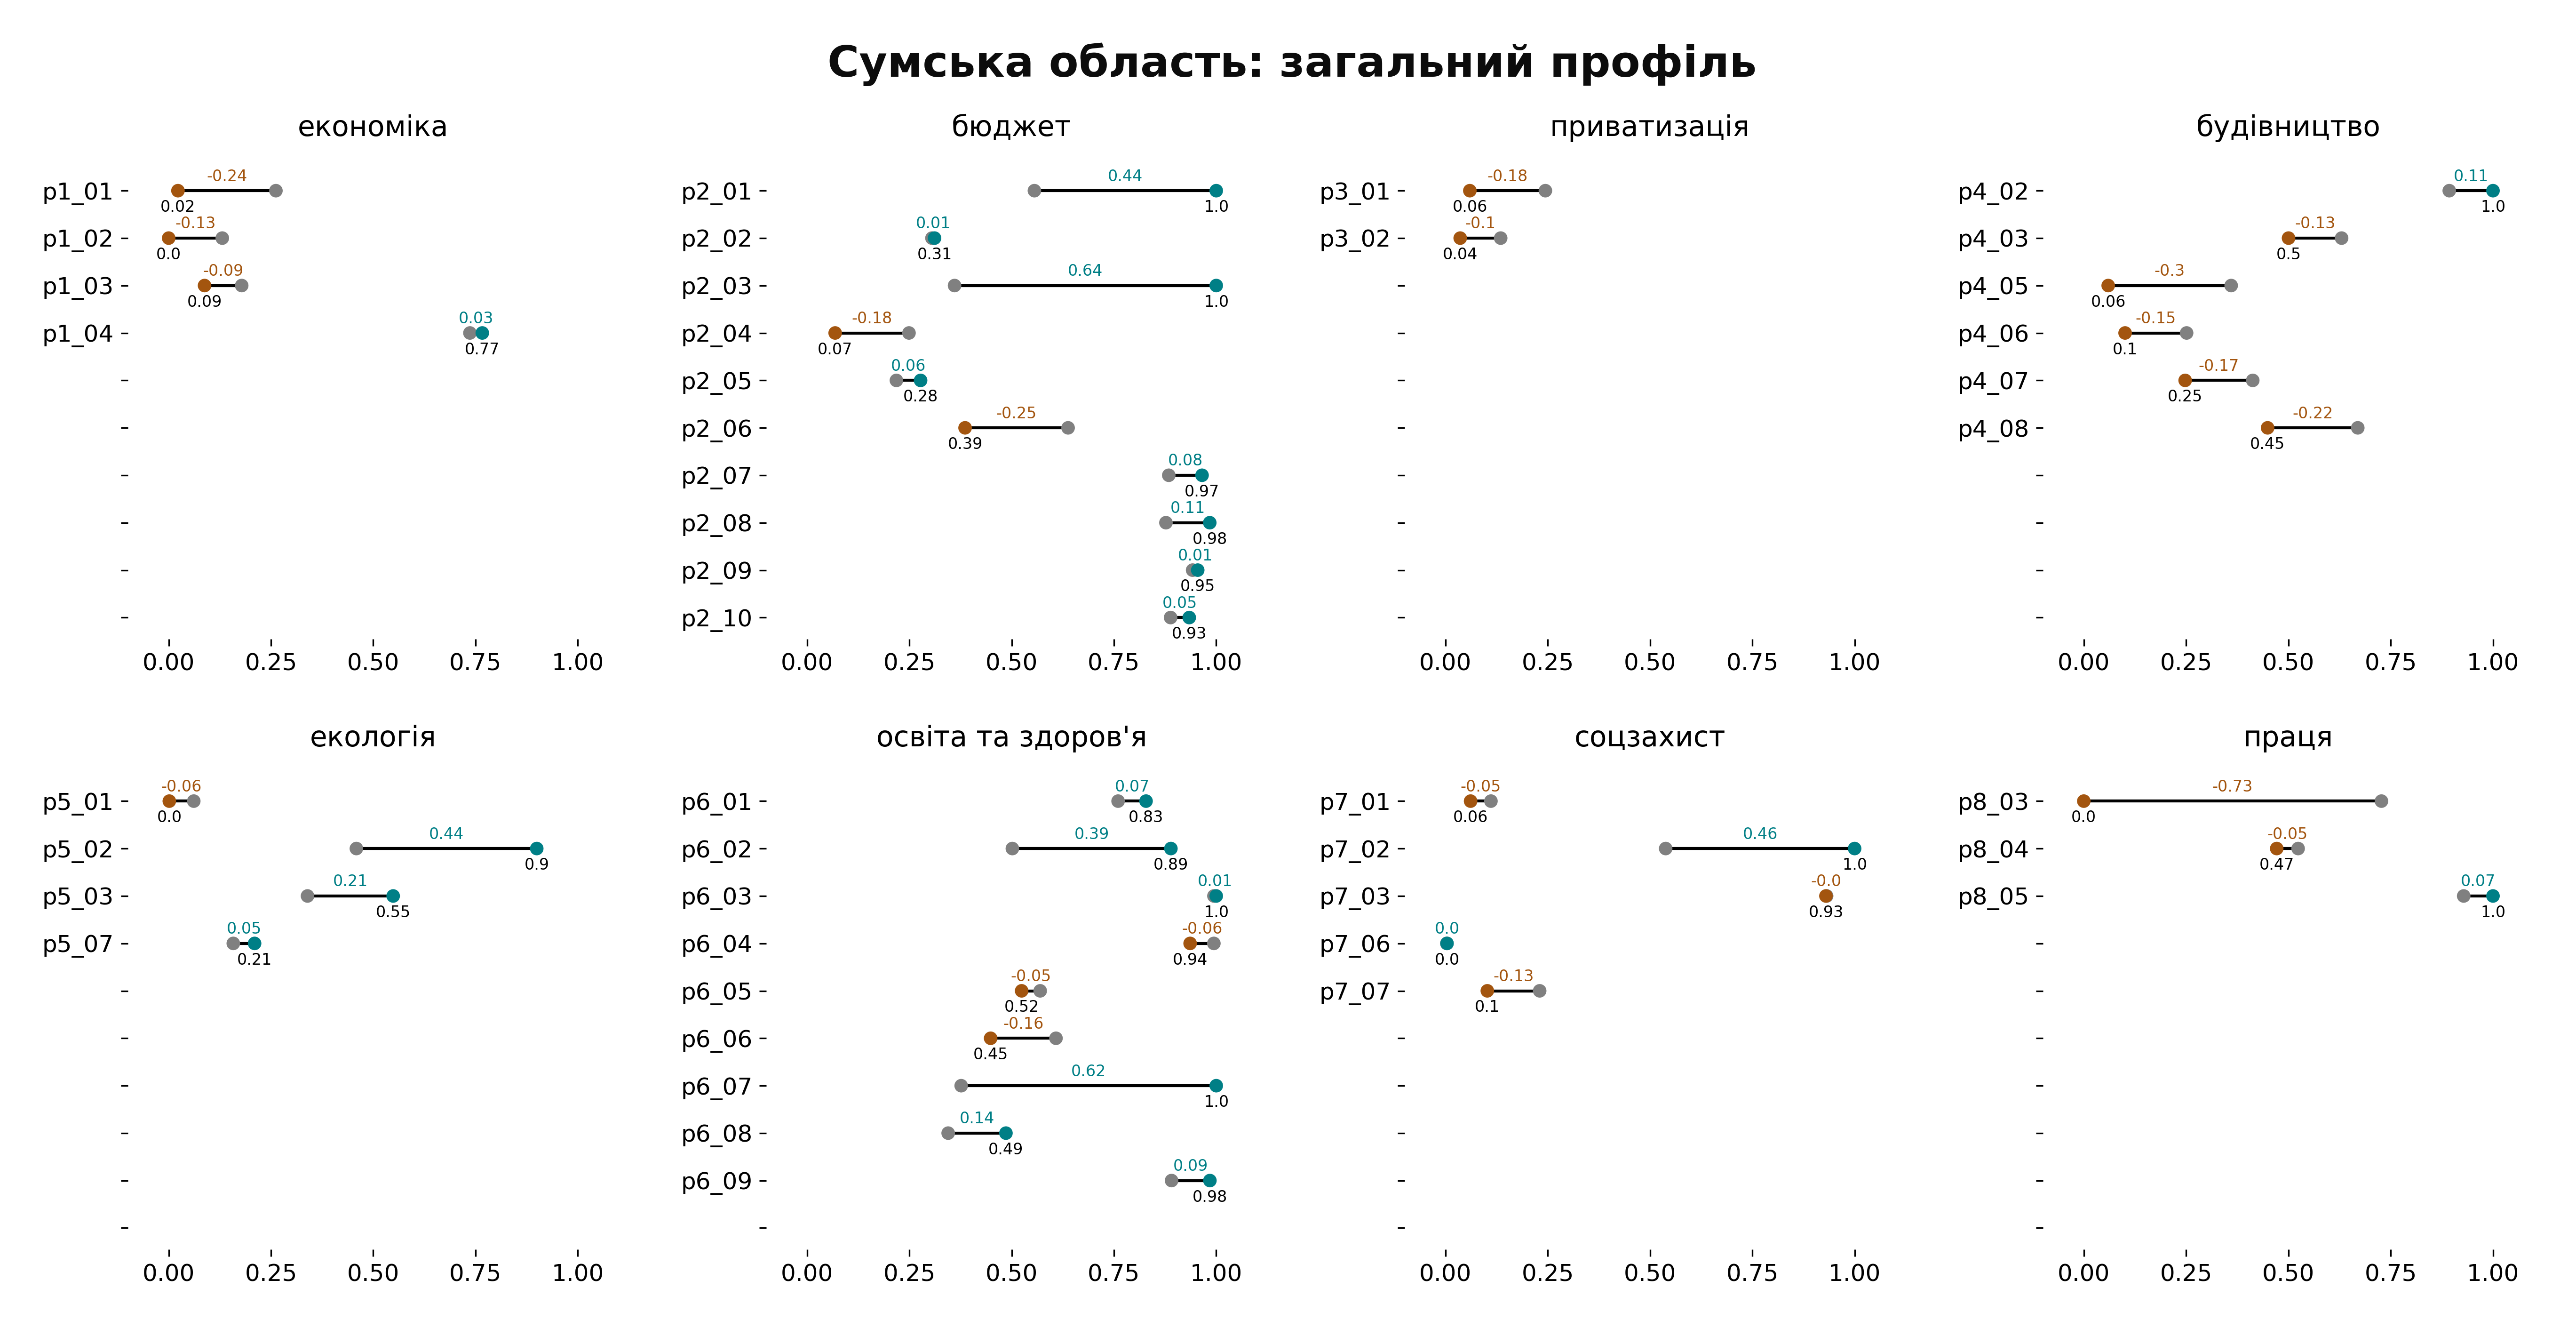 Сумська область: загальний профіль
економіка
p1_01
-0.24
0.02
p1_02
-0.13
0.0
p1_03
-0.09
0.09
p1_04
0.03
0.77
0.00 0.25 0.50 0.75 1.00
бюджет
p2_01
0.44
1.0
p2_02
0.01
0.31
p2_03
0.64
1.0
p2_04
-0.18
0.07
p2_05
0.06
0.28
p2_06
-0.25
0.39
p2_07
0.08
0.97
p2_08
0.11
0.98
p2_09
0.01
0.95
p2_10
0.05
0.93
0.00 0.25 0.50 0.75 1.00
приватизація
p3_01
-0.18
0.06
p3_02
-0.1
0.04
0.00 0.25 0.50 0.75 1.00
будівництво
p4_02
0.11
1.0
p4_03
-0.13
0.5
p4_05
-0.3
0.06
p4_06
-0.15
0.1
p4_07
-0.17
0.25
p4_08
-0.22
0.45
0.00 0.25 0.50 0.75 1.00
екологія
p5_01
-0.06
0.0
p5_02
0.44
0.9
p5_03
0.21
0.55
p5_07
0.05
0.21
0.00 0.25 0.50 0.75 1.00
освіта та здоров'я
p6_01
0.07
0.83
p6_02
0.39
0.89
p6_03
0.01
1.0
p6_04
-0.06
0.94
p6_05
-0.05
0.52
p6_06
-0.16
0.45
p6_07
0.62
1.0
p6_08
0.14
0.49
p6_09
0.09
0.98
0.00 0.25 0.50 0.75 1.00
соцзахист
p7_01
-0.05
0.06
p7_02
0.46
1.0
p7_03
-0.0
0.93
p7_06
0.0
0.0
p7_07
-0.13
0.1
0.00 0.25 0.50 0.75 1.00
праця
p8_03
-0.73
0.0
p8_04
-0.05
0.47
p8_05
0.07
1.0
0.00 0.25 0.50 0.75 1.00